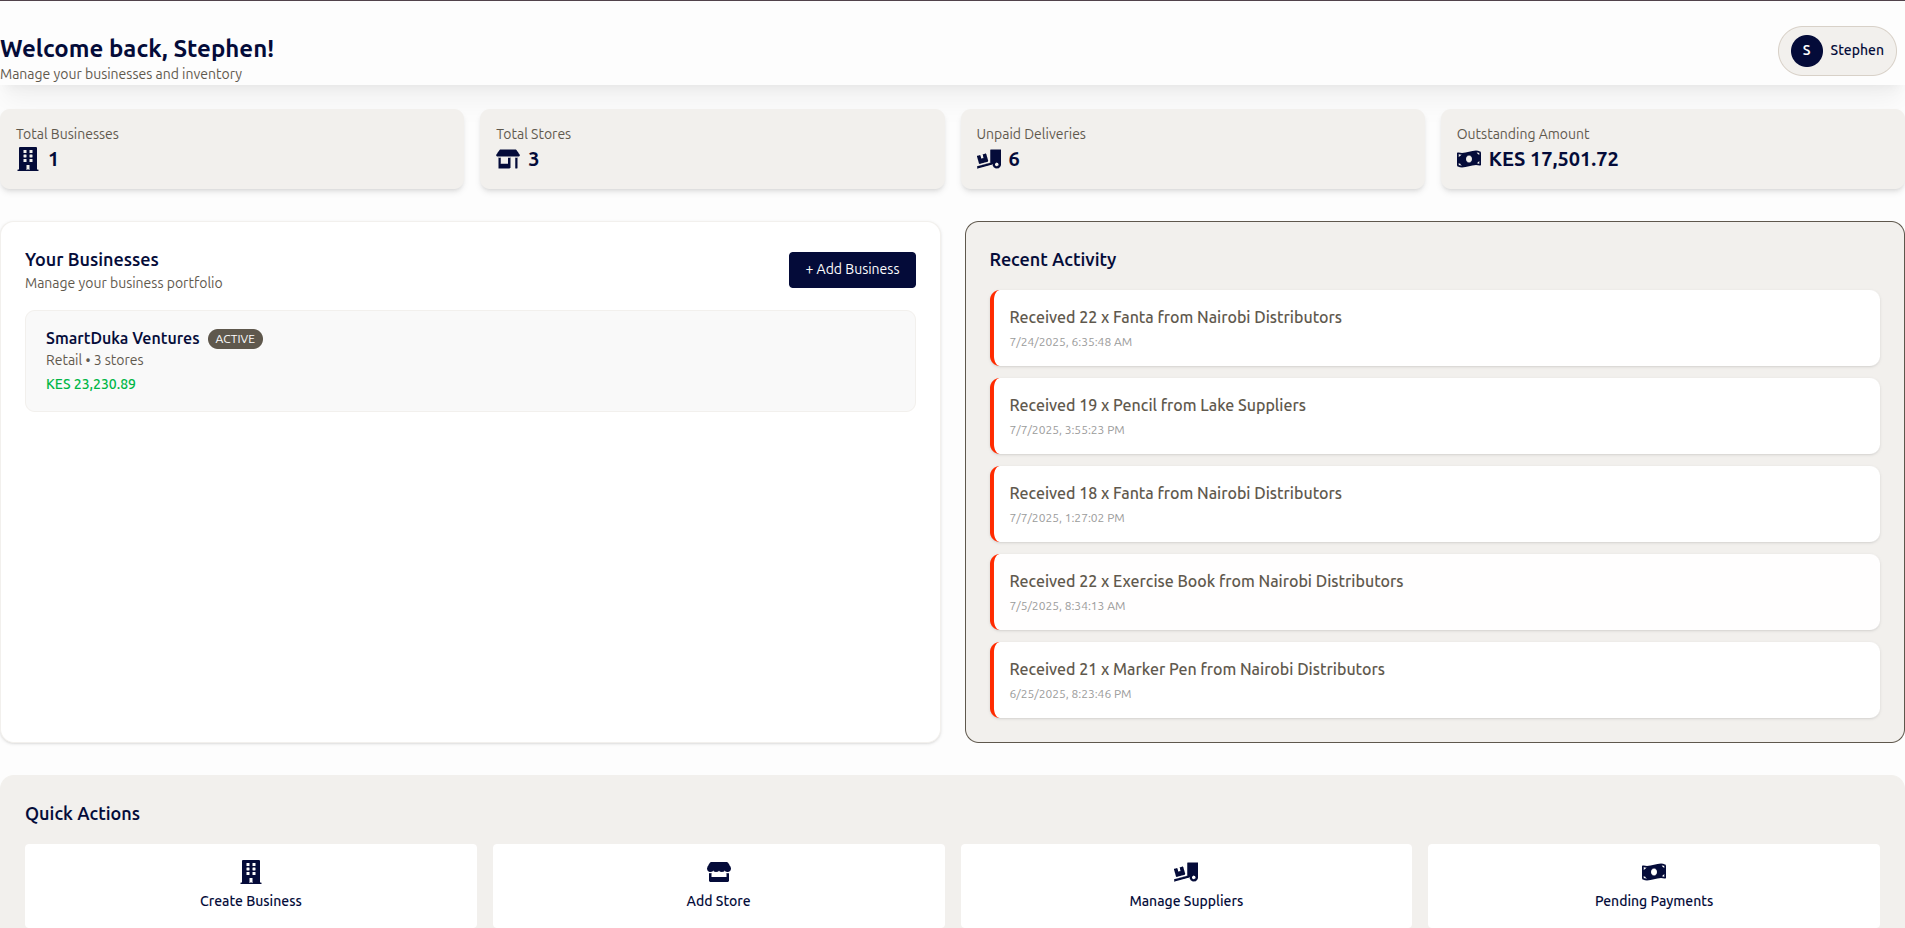 Welcome back, Stephen!
Manage your businesses and inventory
S Stephen
Total Businesses
1
Total Stores
3
Unpaid Deliveries
6
Outstanding Amount
KES 17,501.72
Your Businesses
Manage your business portfolio
+ Add Business
SmartDuka Ventures ACTIVE
Retail • 3 stores
KES 23,230.89
Recent Activity
Received 22 x Fanta from Nairobi Distributors
7/24/2025, 6:35:48 AM
Received 19 x Pencil from Lake Suppliers
7/7/2025, 3:55:23 PM
Received 18 x Fanta from Nairobi Distributors
7/7/2025, 1:27:02 PM
Received 22 x Exercise Book from Nairobi Distributors
7/5/2025, 8:34:13 AM
Received 21 x Marker Pen from Nairobi Distributors
6/25/2025, 8:23:46 PM
Quick Actions
Create Business
Add Store
Manage Suppliers
Pending Payments